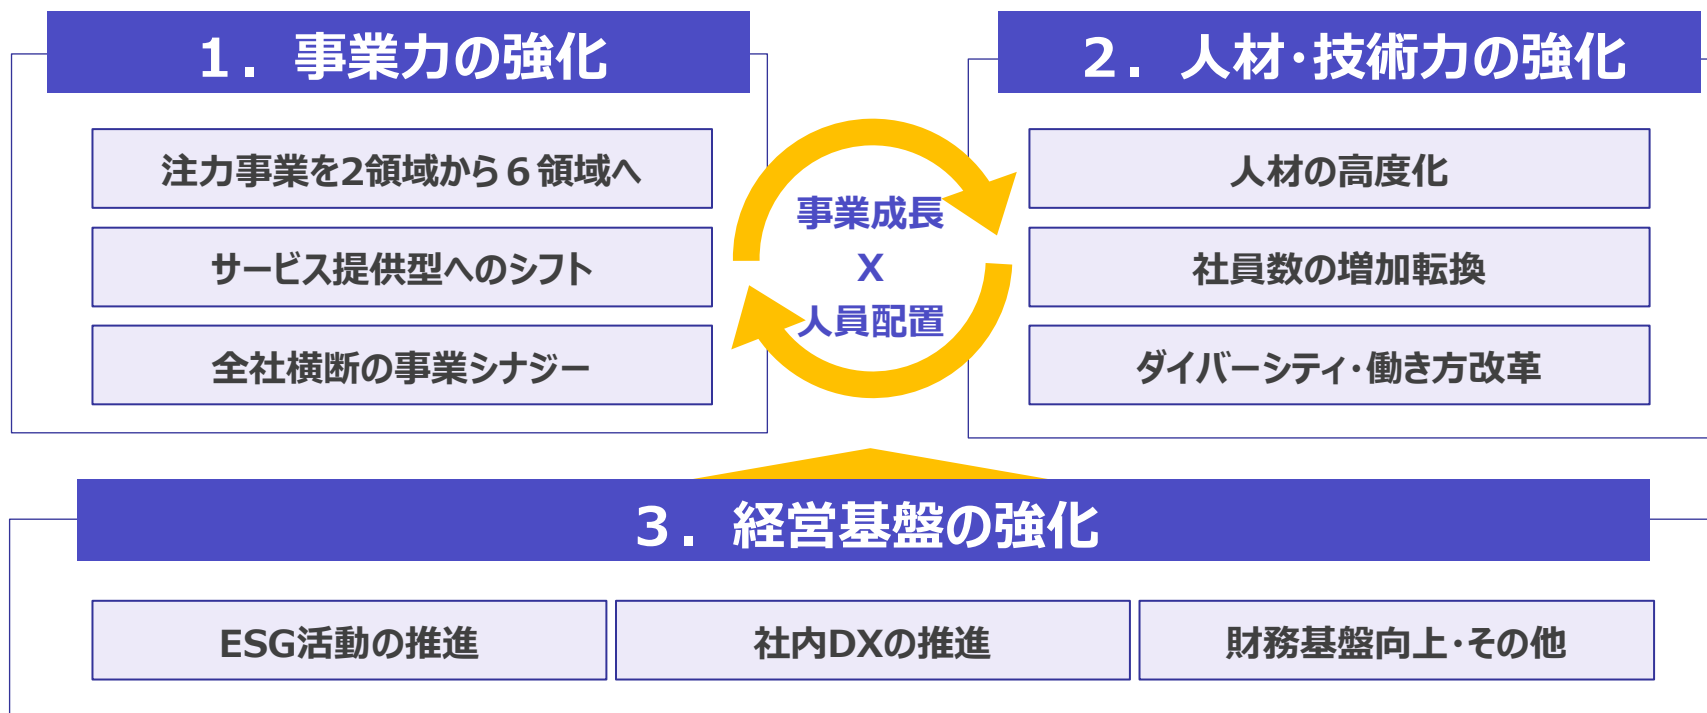 1．事業力の強化
注力事業を2領域から６領域へ
サービス提供型へのシフト
全社横断の事業シナジー
事業成長
X
人員配置
2．人材・技術力の強化
人材の高度化
社員数の増加転換
ダイバーシティ・働き方改革
3．経営基盤の強化
ESG活動の推進
社内DXの推進
財務基盤向上・その他